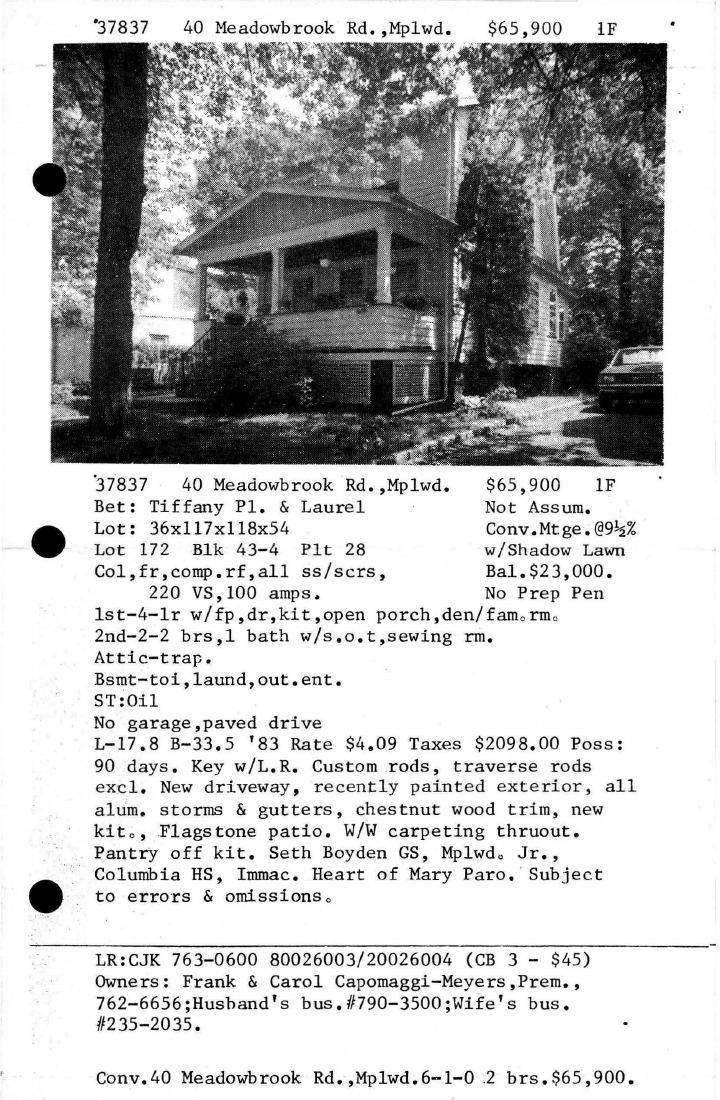 37837 40 Meadowbrook Rd.,Mplwd. $65,900 1F
37837 40 Meadowbrook Rd.,Mplwd. $65,900 1F
Bet: Tiffany Pl. & Laurel Not Assum.
Lot: 36x117x118x54 Conv.Mtge.@9½%
Lot 172 Blk 43-4 Plt 28 w/Shadow Lawn
Col,fr,comp.rf,all ss/scrs, Bal.$23,000.
220 VS,100 amps. No Prep Pen
1st-4-lr w/fp,dr,kit,open porch,den/fam.rm.
2nd-2-2 brs,1 bath w/s.o.t,sewing rm.
Attic-trap.
Bsmt-toi,laund,out.ent.
ST:Oil
No garage,paved drive
L-17.8 B-33.5 '83 Rate $4.09 Taxes $2098.00 Poss:
90 days. Key w/L.R. Custom rods, traverse rods
excl. New driveway, recently painted exterior, all
alum. storms & gutters, chestnut wood trim, new
kit., Flagstone patio. W/W carpeting thruout.
Pantry off kit. Seth Boyden GS, Mplwd. Jr.,
Columbia HS, Immac. Heart of Mary Paro. Subject
to errors & omissions.
LR:CJK 763-0600 80026003/20026004 (CB 3 - $45)
Owners: Frank & Carol Capomaggi-Meyers,Prem.,
762-6656;Husband's bus.#790-3500;Wife's bus.
#235-2035.
Conv.40 Meadowbrook Rd.,Mplwd.6-1-0 2 brs.$65,900.